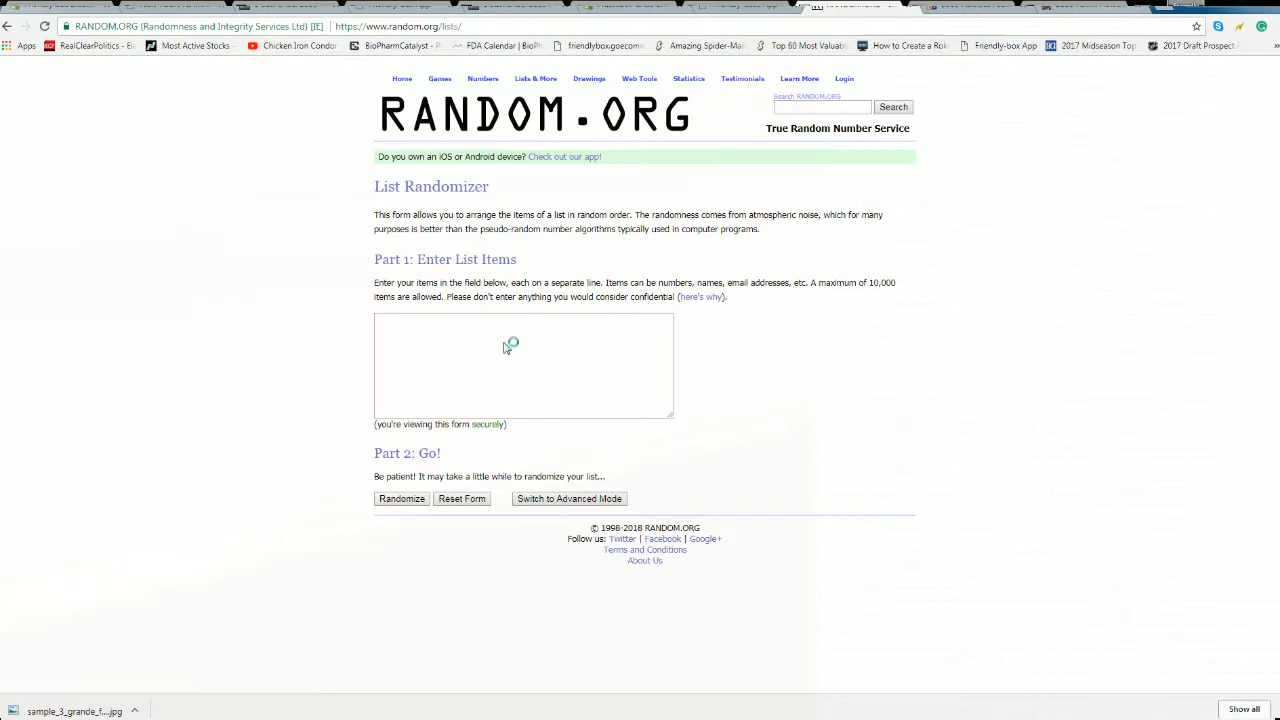 RANDOM.ORG (Randomness and Integrity Services Ltd) [IE] https://www.random.org/lists/
Apps RealClearPolitics - El Most Active Stocks - Chicken Iron Condor BioPharmCatalyst - FDA Calendar | BioPh friendlybox.goecomm Amazing Spider-Ma Top 60 Most Valuab How to Create a Rok Friendly-box App 2017 Midseason Top 2017 Draft Prospect
Home Games Numbers Lists & More Drawings Web Tools Statistics Testimonials Learn More Login
RANDOM.ORG
Search RANDOM.ORG
Search
True Random Number Service
Do you own an iOS or Android device? Check out our app!
List Randomizer
This form allows you to arrange the items of a list in random order. The randomness comes from atmospheric noise, which for many
purposes is better than the pseudo-random number algorithms typically used in computer programs.
Part 1: Enter List Items
Enter your items in the field below, each on a separate line. Items can be numbers, names, email addresses, etc. A maximum of 10,000
items are allowed. Please don't enter anything you would consider confidential (here's why).
(you're viewing this form securely)
Part 2: Go!
Be patient! It may take a little while to randomize your list...
Randomize Reset Form Switch to Advanced Mode
© 1998-2018 RANDOM.ORG
Follow us: Twitter | Facebook | Google+
Terms and Conditions
About Us
sample_3_grande_f....jpg
Show all